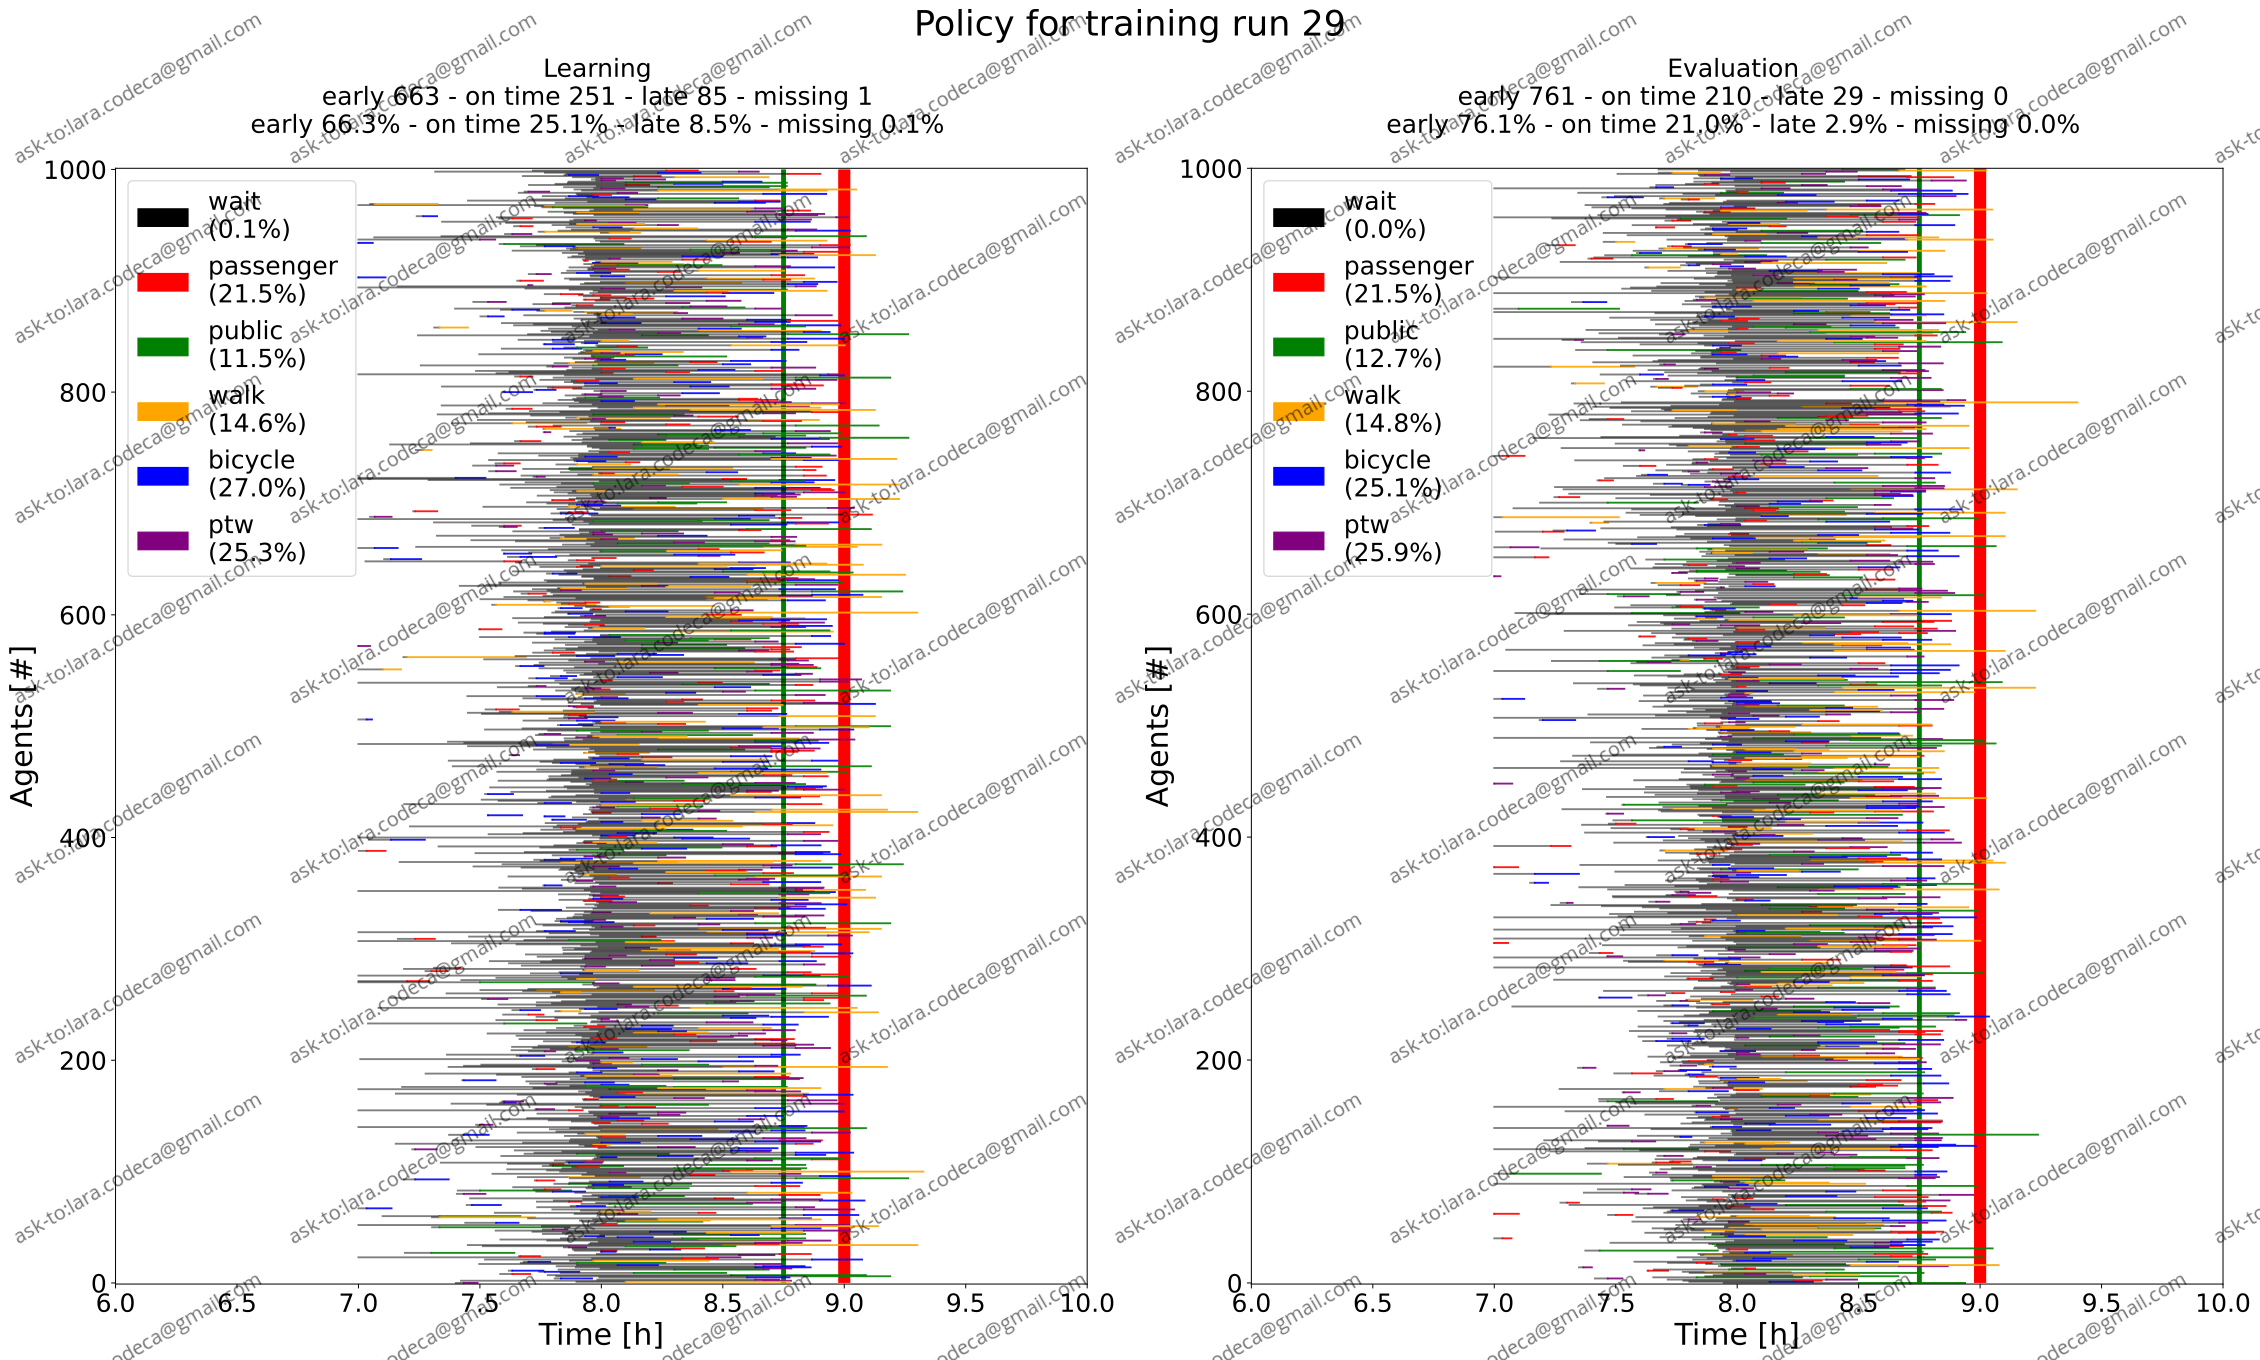 Policy for training run 29
Learning
early 663 - on time 251 - late 85 - missing 1
early 66.3% - on time 25.1% - late 8.5% - missing 0.1%
wait
(0.1%)
passenger
(21.5%)
public
(11.5%)
walk
(14.6%)
bicycle
(27.0%)
ptw
(25.3%)
1000
800
600
400
200
0
Agents [#]
6.0 6.5 7.0 7.5 8.0 8.5 9.0 9.5 10.0
Time [h]
Evaluation
early 761 - on time 210 - late 29 - missing 0
early 76.1% - on time 21.0% - late 2.9% - missing 0.0%
wait
(0.0%)
passenger
(21.5%)
public
(12.7%)
walk
(14.8%)
bicycle
(25.1%)
ptw
(25.9%)
1000
800
600
400
200
0
Agents [#]
6.0 6.5 7.0 7.5 8.0 8.5 9.0 9.5 10.0
Time [h]
ask-to:lara.codeca@gmail.com